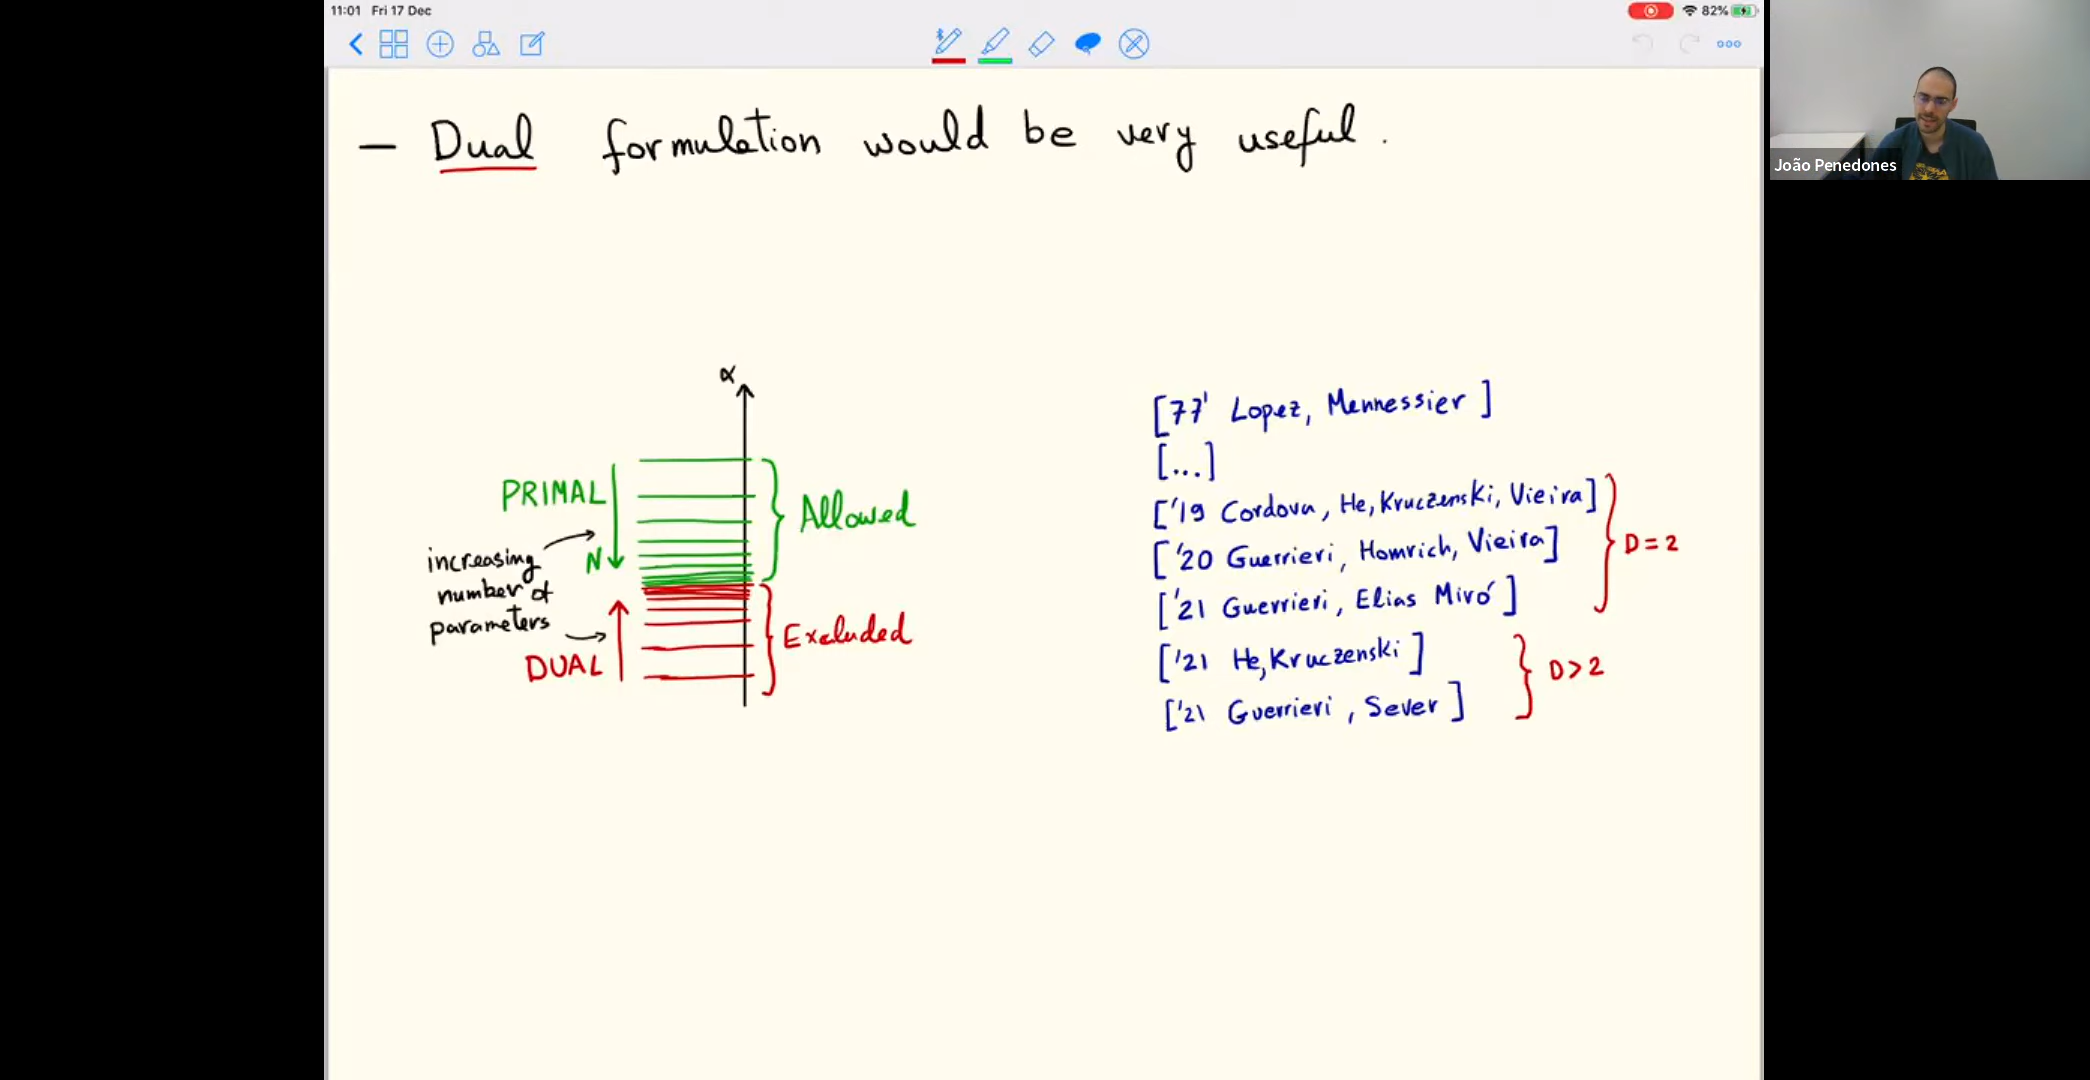 11:01 Fri 17 Dec
82%
João Penedones
— Dual formulation would be very useful.
α
PRIMAL
Allowed
increasing
number of
parameters
N
DUAL
Excluded
[77' Lopez, Mennessier]
[...]
['19 Cordova, He, Kruczenski, Vieira]
['20 Guerrieri, Homrich, Vieira]
['21 Guerrieri, Elias Miró]
D=2
['21 He, Kruczenski]
['21 Guerrieri, Sever]
D>2